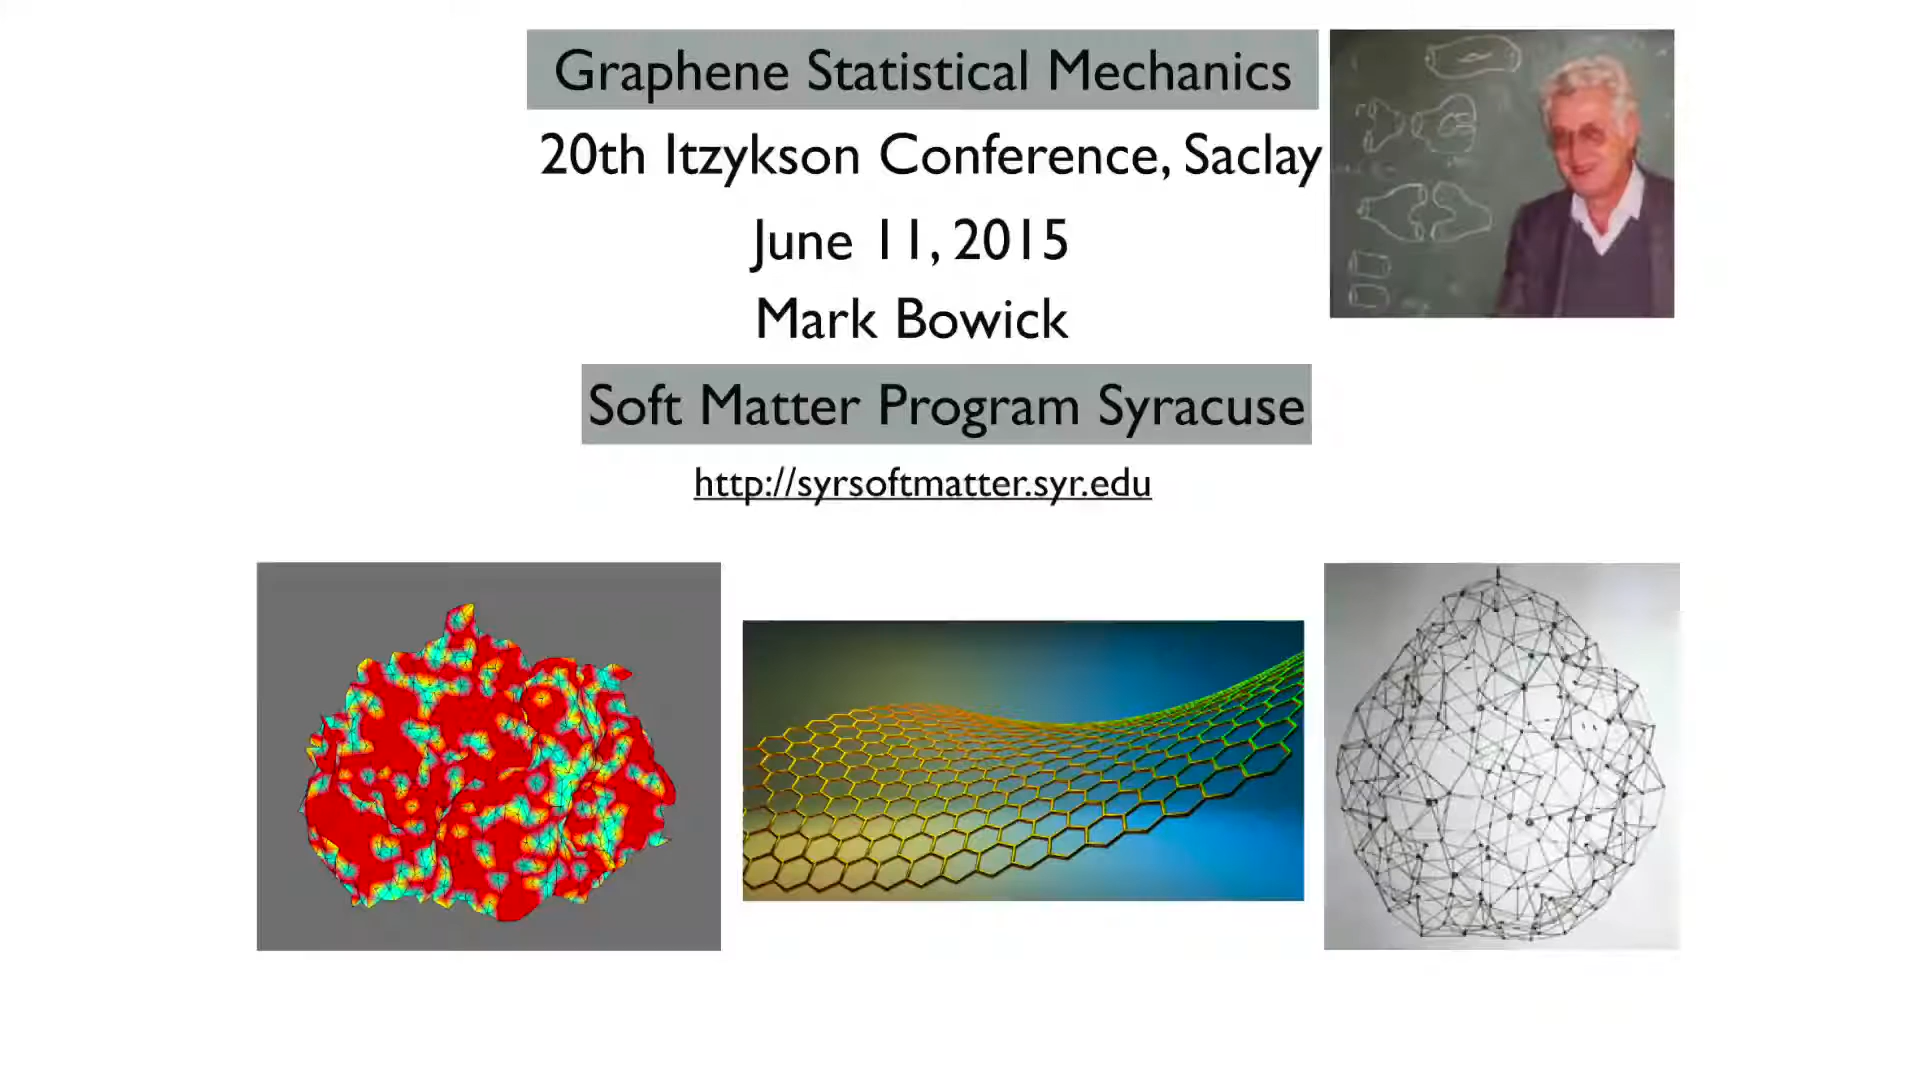 Graphene Statistical Mechanics
20th Itzykson Conference, Saclay
June 11, 2015
Mark Bowick
Soft Matter Program Syracuse
http://syrsoftmatter.syr.edu